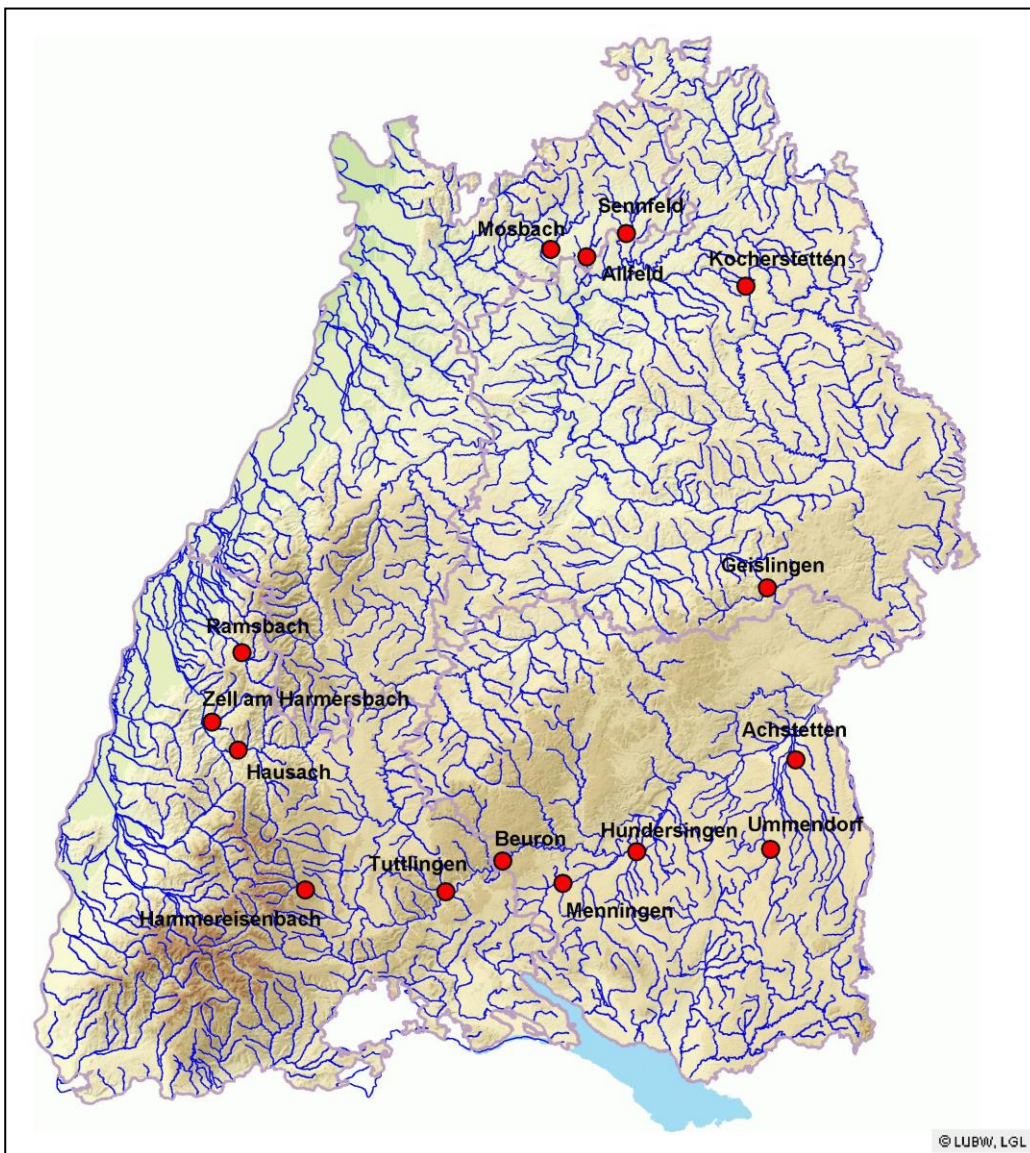 Sennfeld
Mosbach
Allfeld
Kocherstetten
Geislingen
Ramsbach
Zell am Harmersbach
Hausach
Achstetten
Hundersingen
Ummendorf
Beuron
Tuttlingen
Menningen
Hammereisenbach
© LUBW, LGL